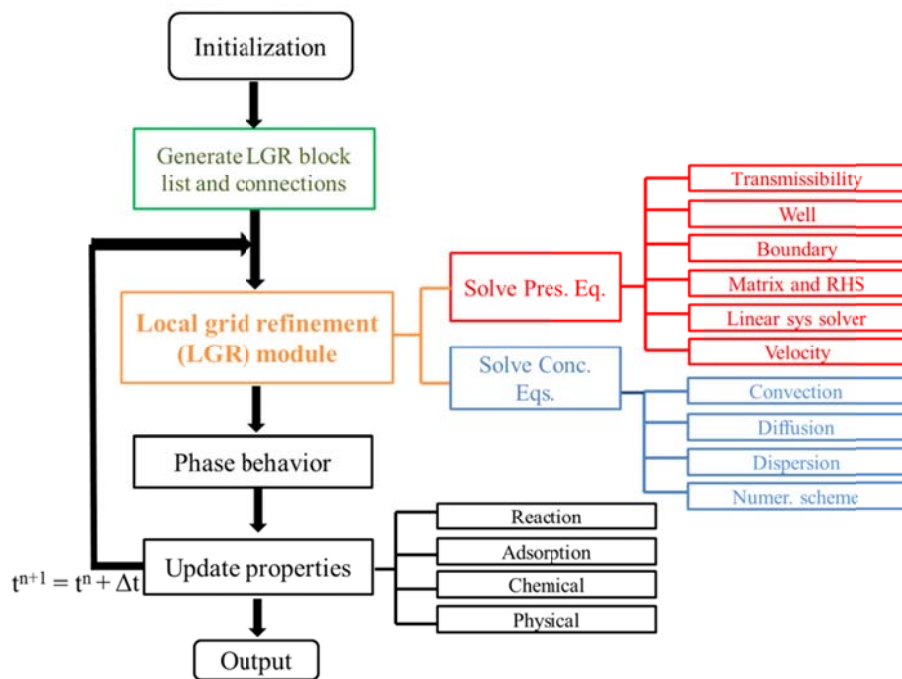 Initialization
Generate LGR block
list and connections
Local grid refinement
(LGR) module
Phase behavior
Update properties
tⁿ⁺¹ = tⁿ + Δt
Output
Solve Pres. Eq.
Solve Conc.
Eqs.
Transmissibility
Well
Boundary
Matrix and RHS
Linear sys solver
Velocity
Convection
Diffusion
Dispersion
Numer. scheme
Reaction
Adsorption
Chemical
Physical